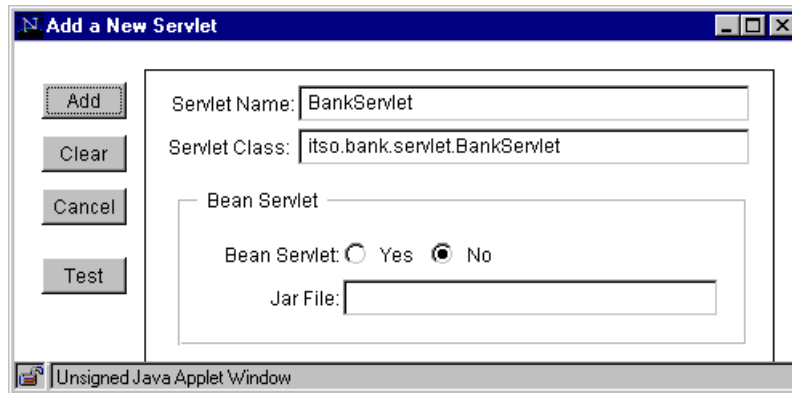 N Add a New Servlet
Add
Servlet Name: BankServlet
Clear
Servlet Class: itso.bank.servlet.BankServlet
Cancel
Bean Servlet
Test
Bean Servlet: Yes No
Jar File:
Unsigned Java Applet Window